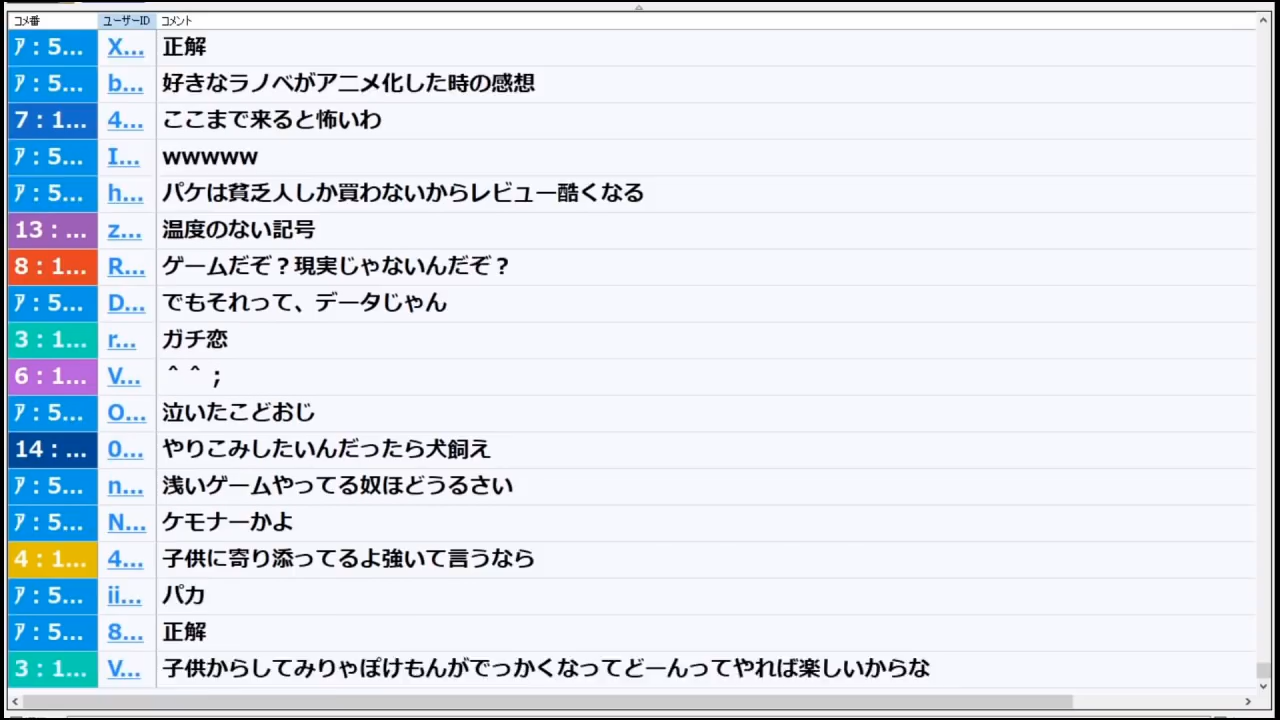 コメ番 ユーザーID コメント
ｱ：5... X... 正解
ｱ：5... b... 好きなラノベがアニメ化した時の感想
7：1... 4... ここまで来ると怖いわ
ｱ：5... I... wwwww
ｱ：5... h... パケは貧乏人しか買わないからレビュー酷くなる
13：... z... 温度のない記号
8：1... R... ゲームだぞ？現実じゃないんだぞ？
ｱ：5... D... でもそれって、データじゃん
3：1... r... ガチ恋
6：1... V... ＾＾；
ｱ：5... O... 泣いたこどおじ
14：... 0... やりこみしたいんだったら犬飼え
ｱ：5... n... 浅いゲームやってる奴ほどうるさい
ｱ：5... N... ケモナーかよ
4：1... 4... 子供に寄り添ってるよ強いて言うなら
ｱ：5... ii... パカ
ｱ：5... 8... 正解
3：1... V... 子供からしてみりゃぽけもんがでっかくなってどーんってやれば楽しいからな